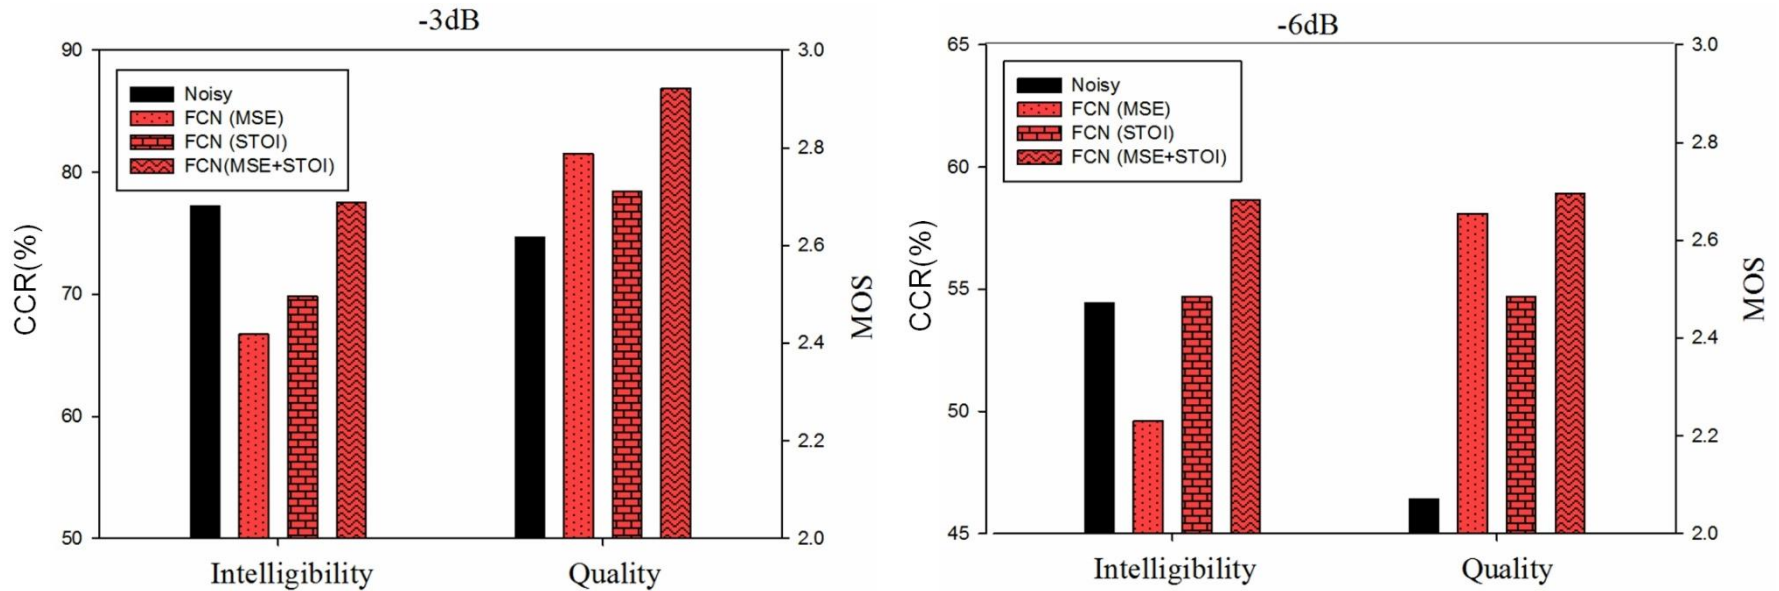 -3dB
90
80
70
60
50
CCR(%)
Noisy
FCN (MSE)
FCN (STOI)
FCN(MSE+STOI)
3.0
2.8
2.6
2.4
2.2
2.0
MOS
Intelligibility
Quality
-6dB
65
60
55
50
45
CCR(%)
Noisy
FCN (MSE)
FCN (STOI)
FCN (MSE+STOI)
3.0
2.8
2.6
2.4
2.2
2.0
MOS
Intelligibility
Quality